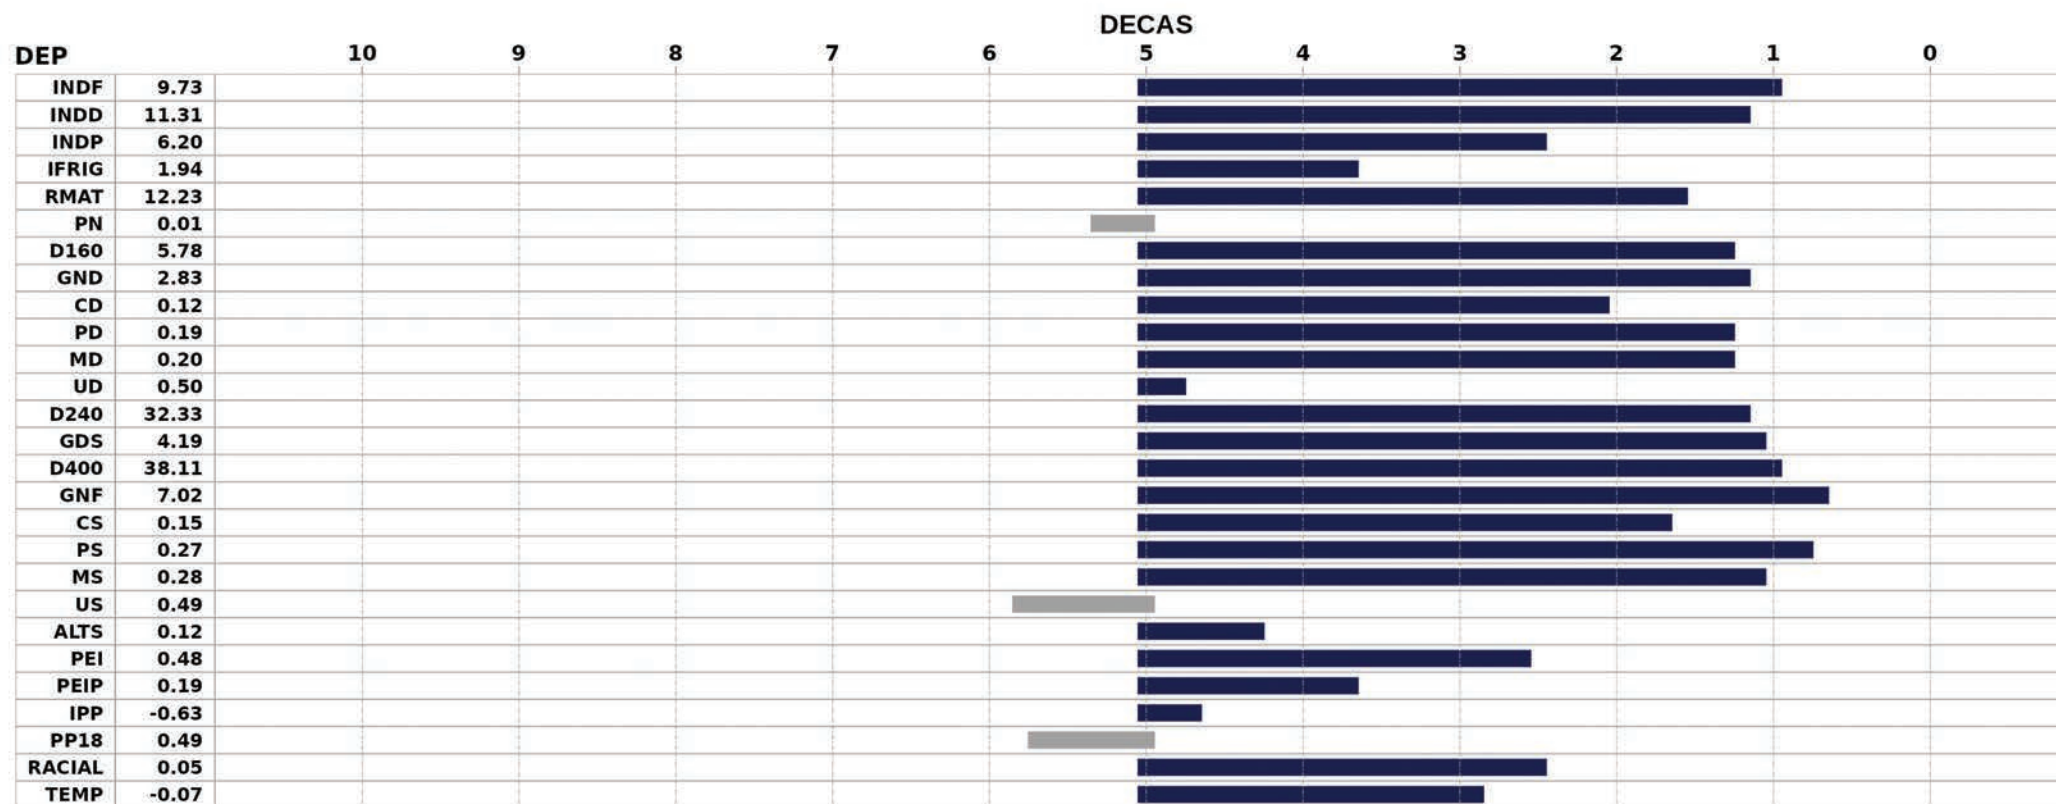 DECAS
DEP 10 9 8 7 6 5 4 3 2 1 0
INDF 9.73
INDD 11.31
INDP 6.20
IFRIG 1.94
RMAT 12.23
PN 0.01
D160 5.78
GND 2.83
CD 0.12
PD 0.19
MD 0.20
UD 0.50
D240 32.33
GDS 4.19
D400 38.11
GNF 7.02
CS 0.15
PS 0.27
MS 0.28
US 0.49
ALTS 0.12
PEI 0.48
PEIP 0.19
IPP -0.63
PP18 0.49
RACIAL 0.05
TEMP -0.07